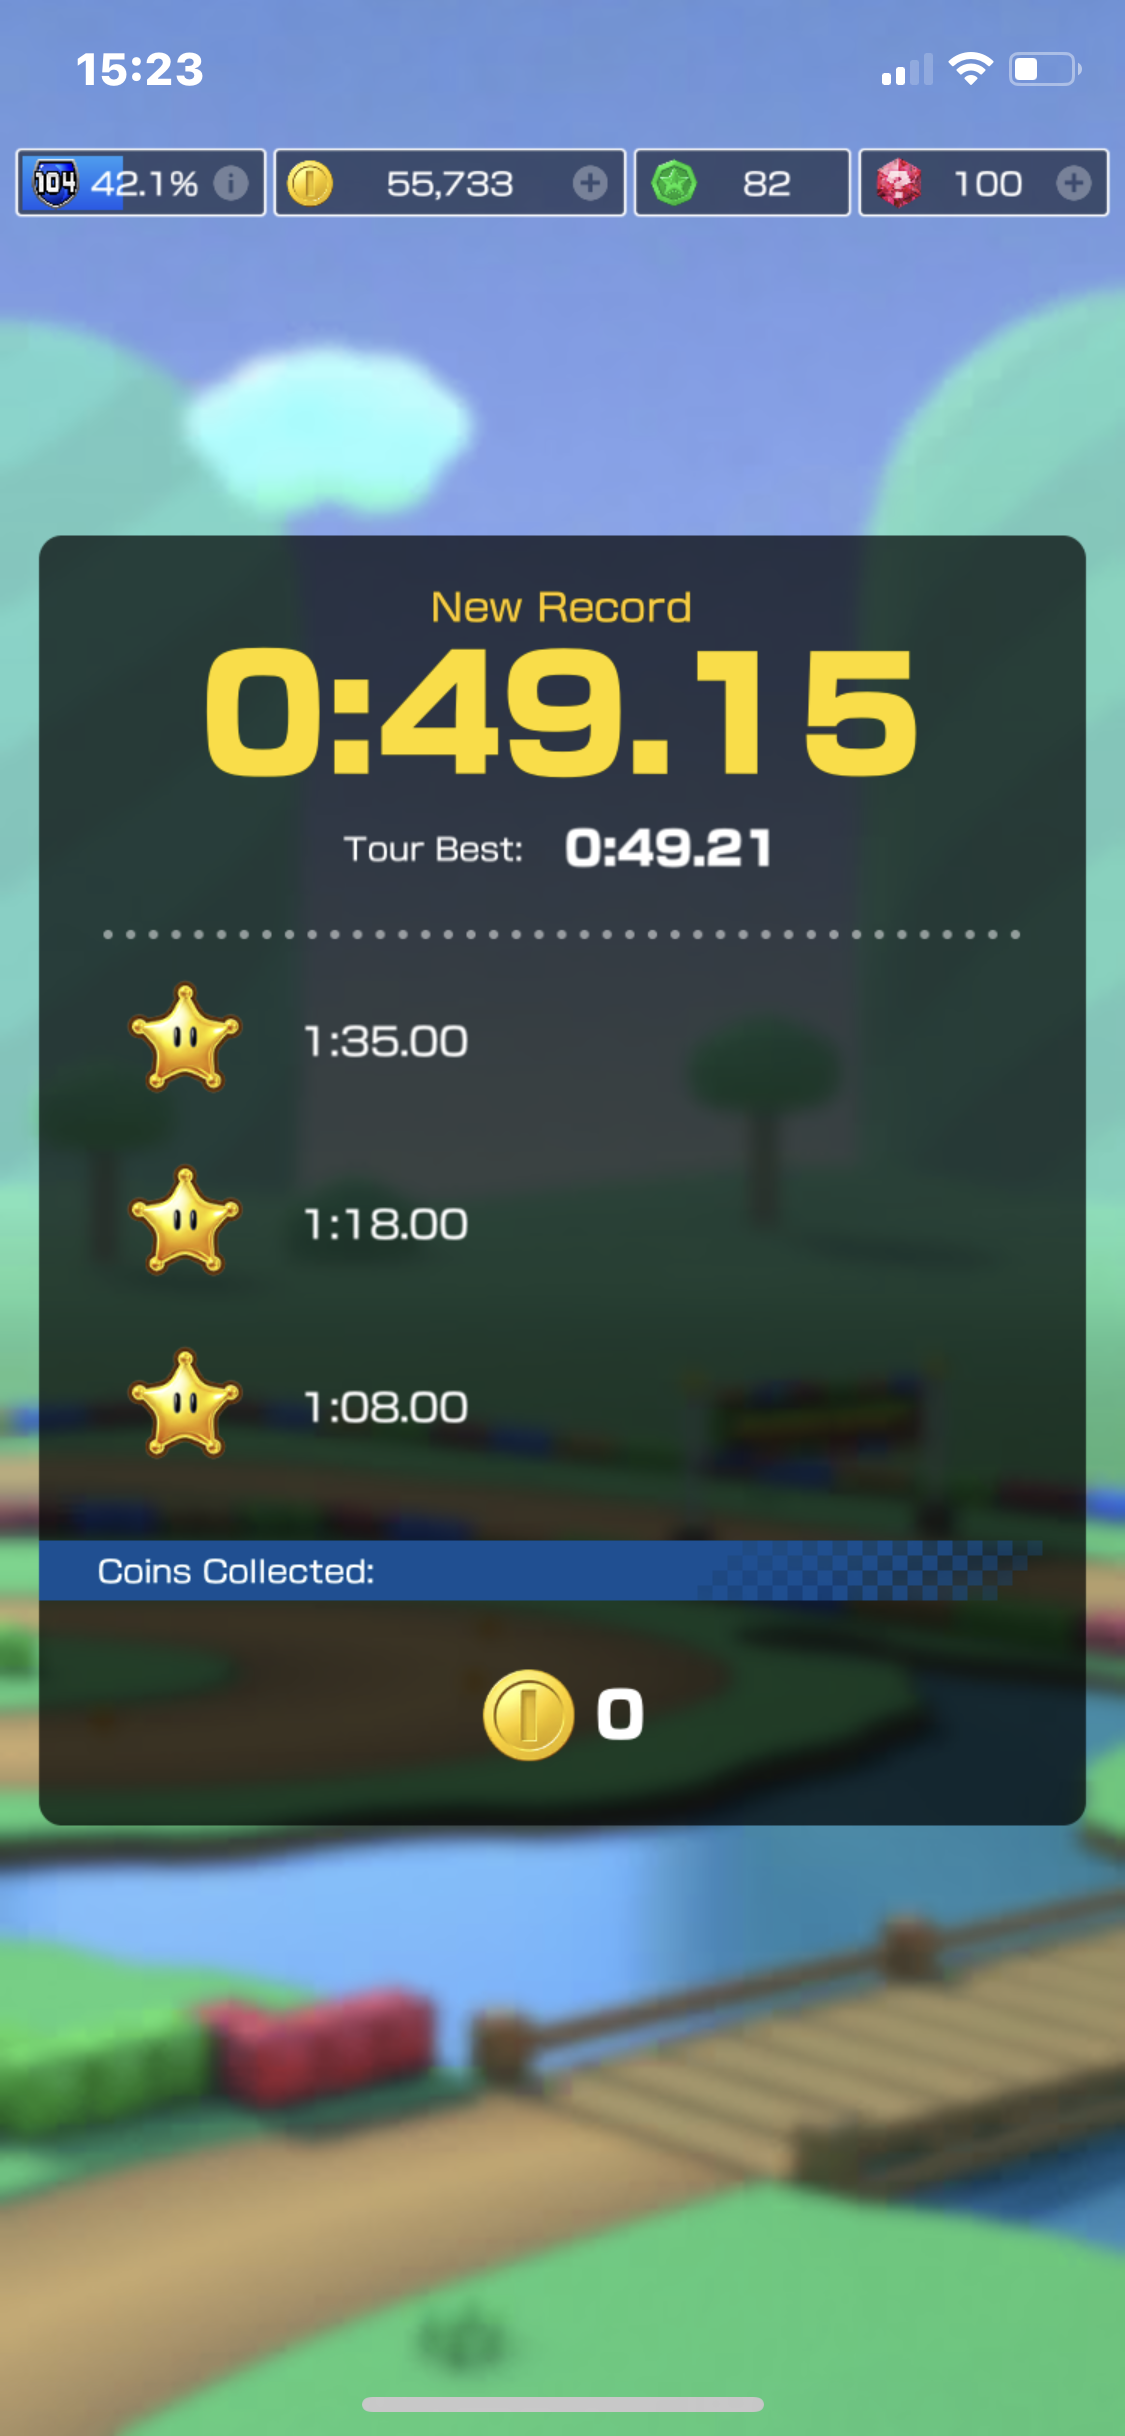 15:23
104 42.1% i 55,733 + 82 ? 100 +
New Record
0:49.15
Tour Best: 0:49.21
1:35.00
1:18.00
1:08.00
Coins Collected:
0